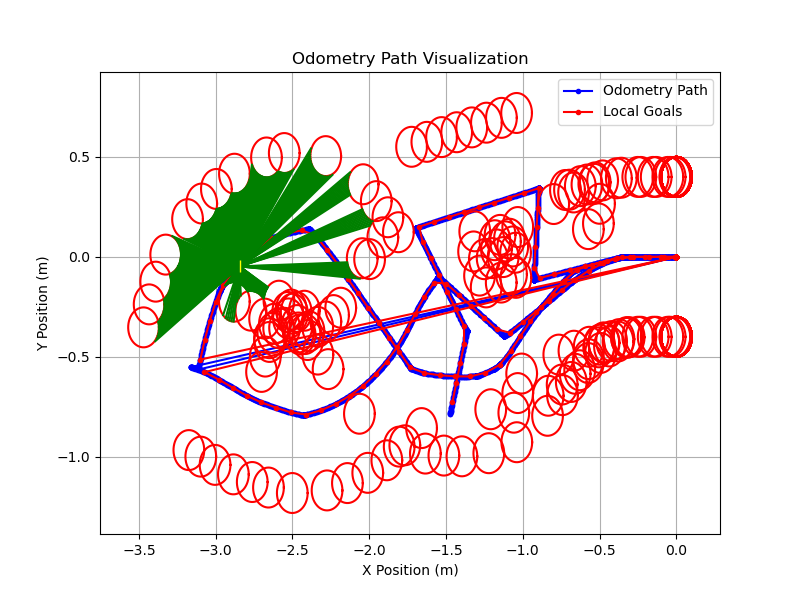 Odometry Path Visualization
Odometry Path
Local Goals
Y Position (m)
0.5
0.0
−0.5
−1.0
−3.5 −3.0 −2.5 −2.0 −1.5 −1.0 −0.5 0.0
X Position (m)